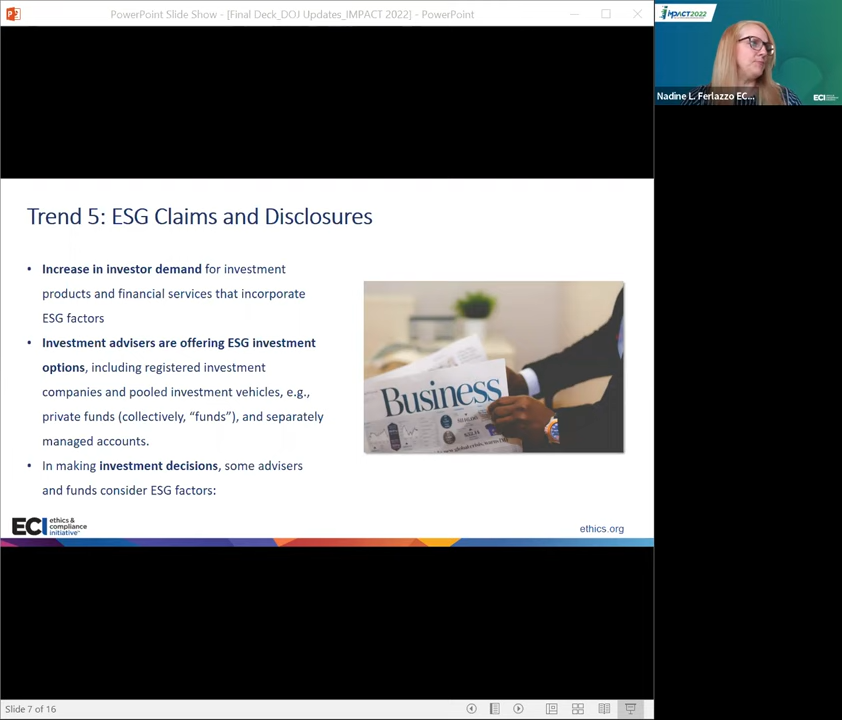 PowerPoint Slide Show - [Final Deck_DOJ Updates_IMPACT 2022] - PowerPoint
IMPACT2022
Nadine L. Ferlazzo EC...
ECI
Trend 5: ESG Claims and Disclosures
• Increase in investor demand for investment
products and financial services that incorporate
ESG factors
• Investment advisers are offering ESG investment
options, including registered investment
companies and pooled investment vehicles, e.g.,
private funds (collectively, “funds”), and separately
managed accounts.
• In making investment decisions, some advisers
and funds consider ESG factors:
Business
ECI ethics &
compliance
initiative™
ethics.org
Slide 7 of 16